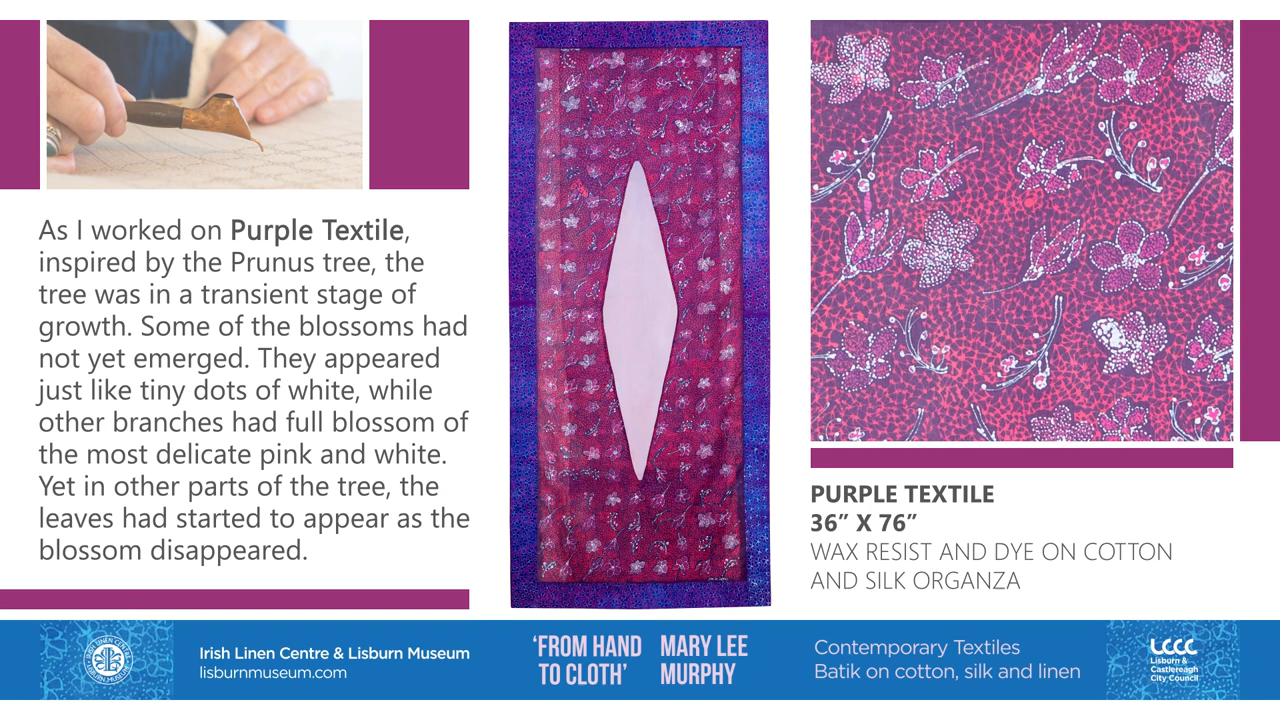 As I worked on Purple Textile,
inspired by the Prunus tree, the
tree was in a transient stage of
growth. Some of the blossoms had
not yet emerged. They appeared
just like tiny dots of white, while
other branches had full blossom of
the most delicate pink and white.
Yet in other parts of the tree, the
leaves had started to appear as the
blossom disappeared.
PURPLE TEXTILE
36” X 76”
WAX RESIST AND DYE ON COTTON
AND SILK ORGANZA
IRISH LINEN CENTRE & LISBURN MUSEUM
Irish Linen Centre & Lisburn Museum
lisburnmuseum.com
‘FROM HAND
TO CLOTH’
MARY LEE
MURPHY
Contemporary Textiles
Batik on cotton, silk and linen
LCCC
Lisburn &
Castlereagh
City Council